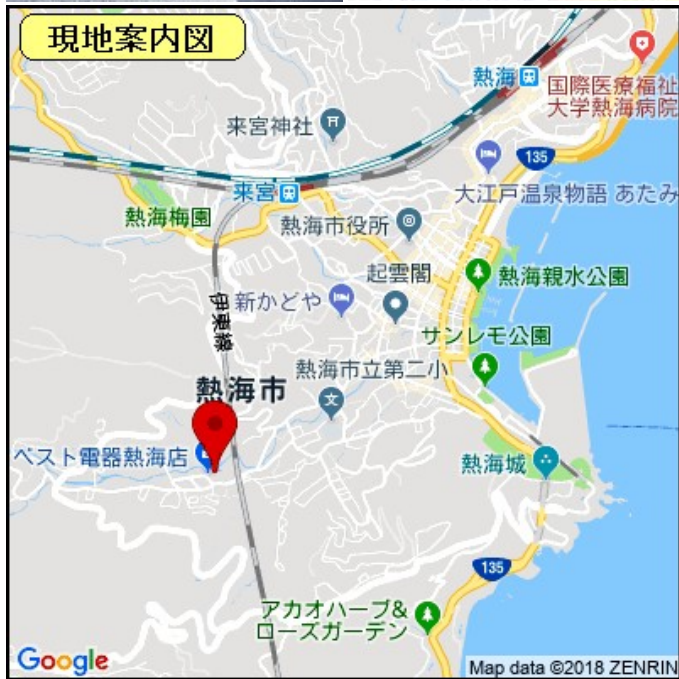 現地案内図
熱海
国際医療福祉
大学熱海病院
来宮神社
135
来宮
大江戸温泉物語 あたみ
熱海梅園
熱海市役所
起雲閣
熱海親水公園
新かどや
伊東線
サンレモ公園
熱海市立第二小
熱海市
ベスト電器熱海店
熱海城
135
アカオハーブ&
ローズガーデン
Google
Map data ©2018 ZENRIN